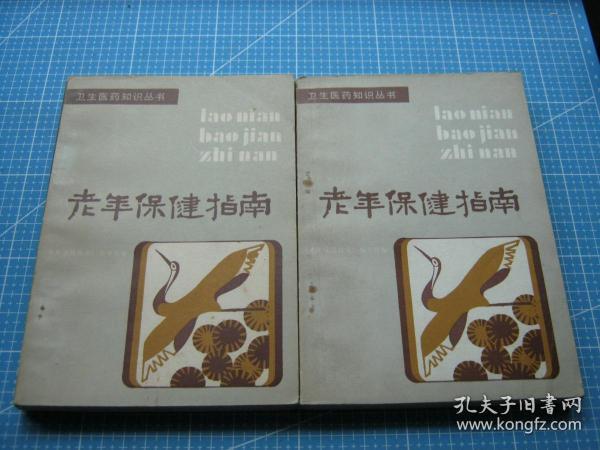 卫生医药知识丛书
lao nian
bao jian
zhi nan
老年保健指南
卫生医药知识丛书
lao nian
bao jian
zhi nan
老年保健指南
孔夫子旧书网
www.kongfz.com